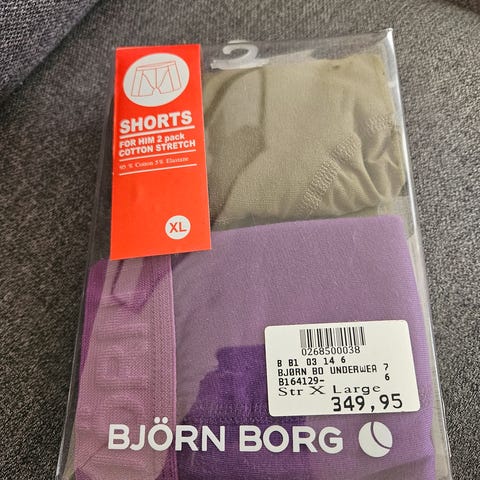 SHORTS
FOR HIM 2 pack
COTTON STRETCH
95 % Cotton 5% Elastane
XL
0268500038
B B1 03 14 6
BJØRN BO UNDERWEA 7
B164129- 6
Str X Large
349,95
BJÖRN BORG